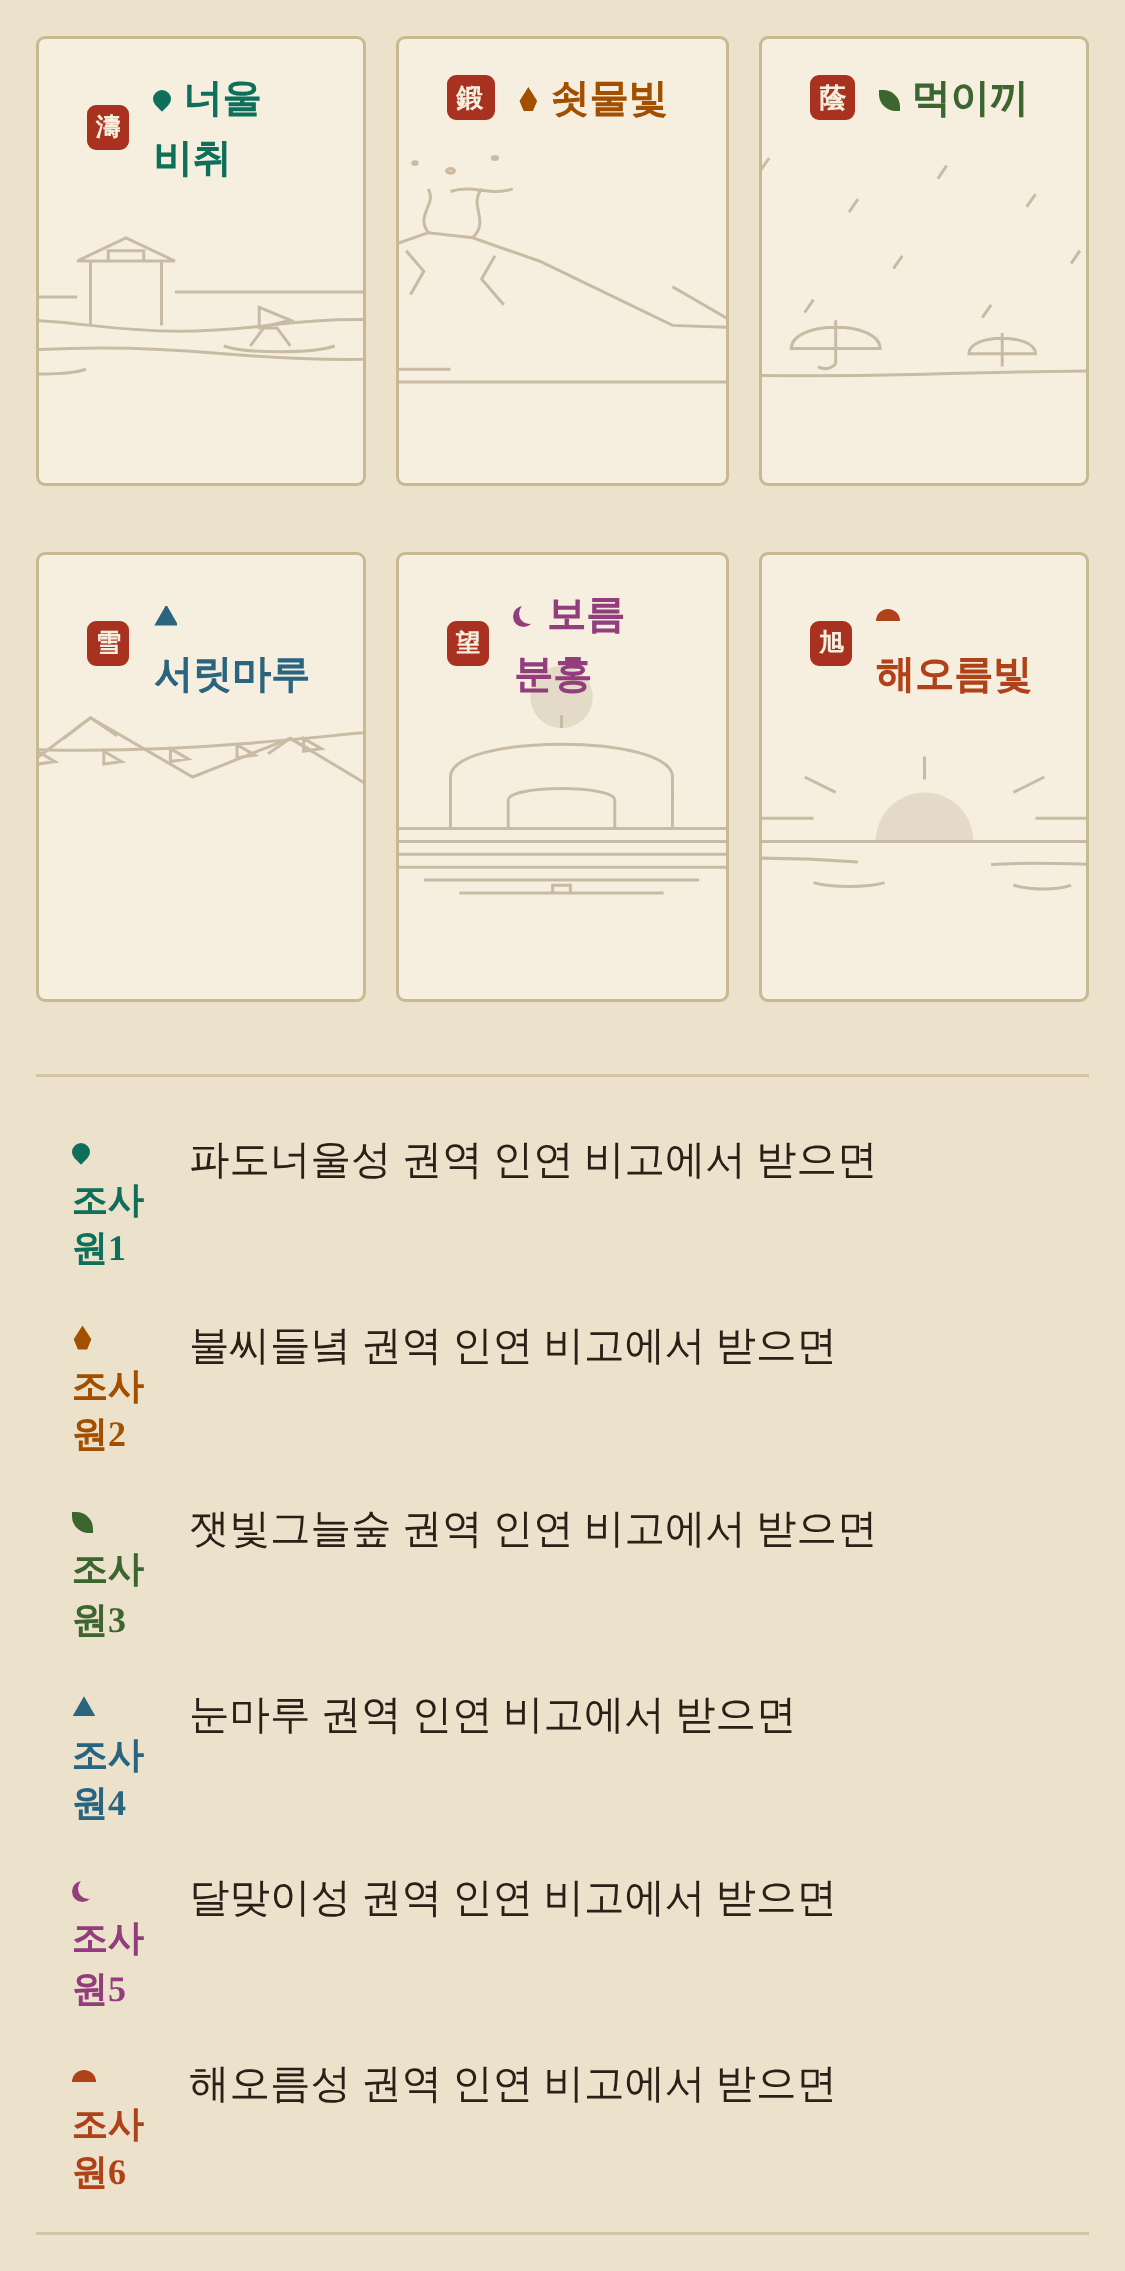 濤 너울
비취
鍛 쇳물빛
蔭 먹이끼
雪
서릿마루
望 보름
분홍
旭
해오름빛
파도너울성 권역 인연 비고에서 받으면
조사
원1
불씨들녘 권역 인연 비고에서 받으면
조사
원2
잿빛그늘숲 권역 인연 비고에서 받으면
조사
원3
눈마루 권역 인연 비고에서 받으면
조사
원4
달맞이성 권역 인연 비고에서 받으면
조사
원5
해오름성 권역 인연 비고에서 받으면
조사
원6